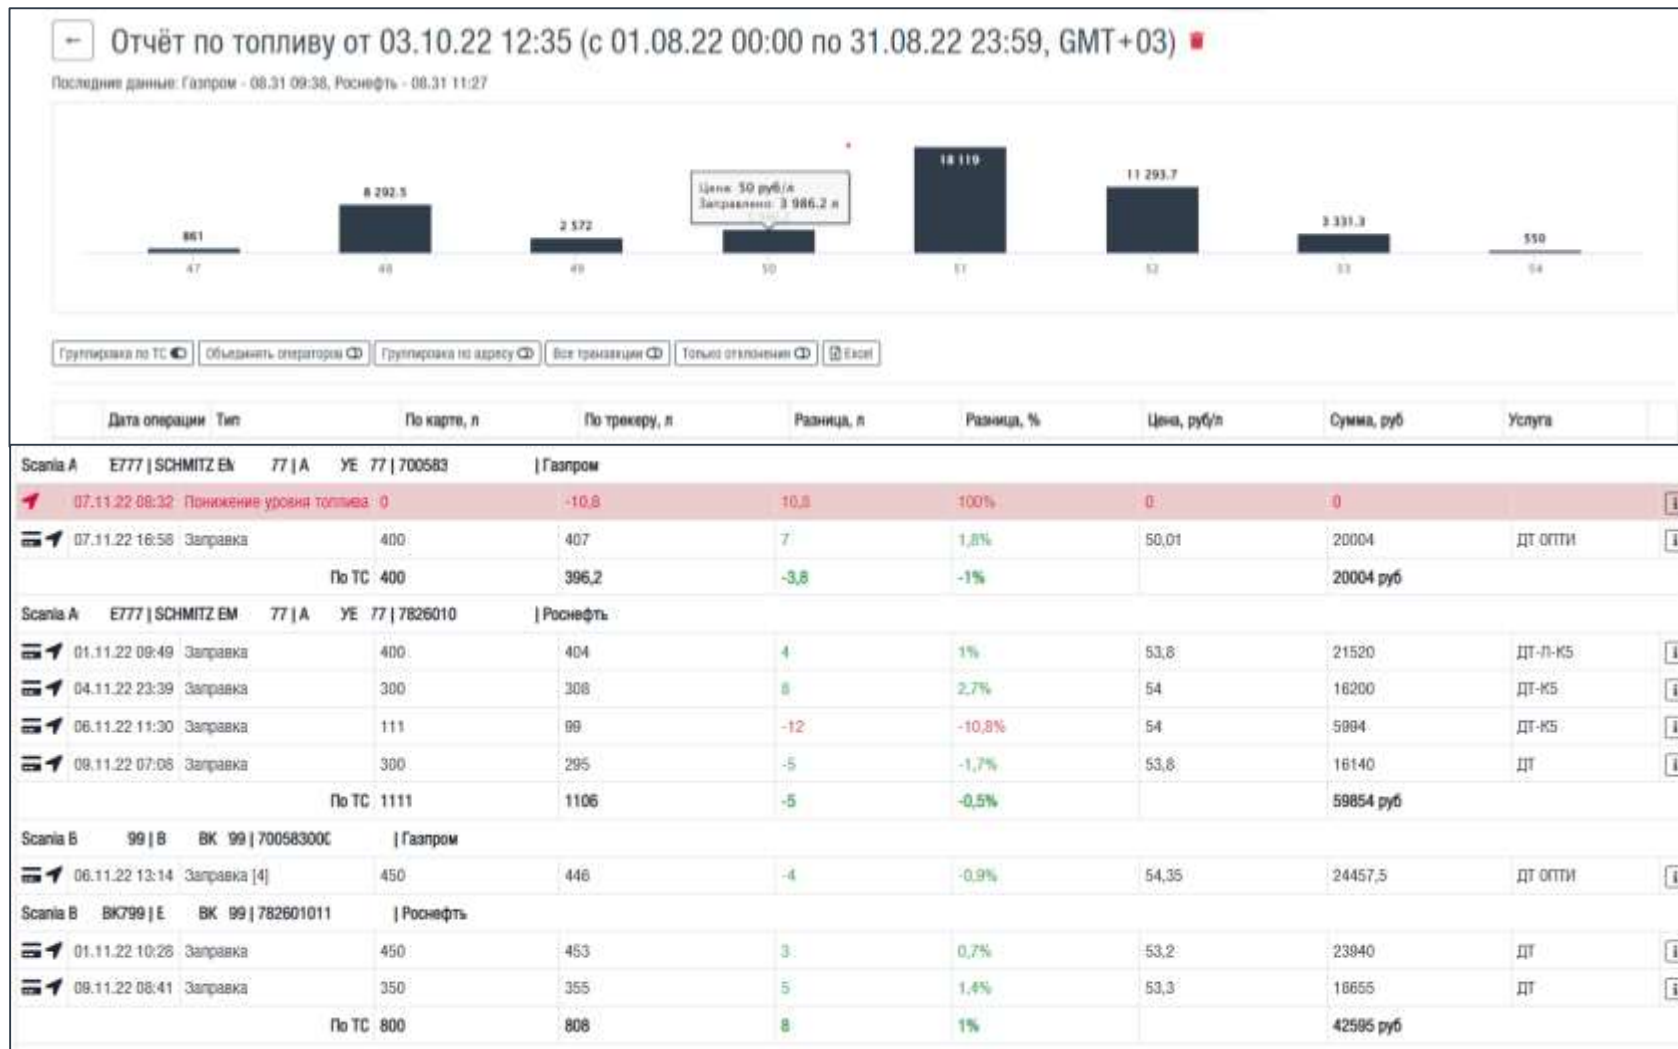 ← Отчёт по топливу от 03.10.22 12:35 (с 01.08.22 00:00 по 31.08.22 23:59, GMT+03)
Последние данные: Газпром - 08.31 09:38, Роснефть - 08.31 11:27
861 8 292.5 2 572 18 119 11 293.7 3 331.3 550
Цена: 50 руб/л
Заправлено: 3 986.2 л
47 48 49 50 51 52 53 54
Группировка по ТС Объединять операторов Группировка по адресу Все транзакции Только отклонения Excel
Дата операции Тип По карте, л По трекеру, л Разница, л Разница, % Цена, руб/л Сумма, руб Услуга
Scania A E777 | SCHMITZ EM 77 | A УЕ 77 | 700583 | Газпром
07.11.22 08:32 Понижение уровня топлива 0 -10,8 10,8 100% 0 0
07.11.22 16:58 Заправка 400 407 7 1,8% 50,01 20004 ДТ ОПТИ
По ТС 400 396,2 -3,8 -1% 20004 руб
Scania A E777 | SCHMITZ EM 77 | A УЕ 77 | 7826010 | Роснефть
01.11.22 09:49 Заправка 400 404 4 1% 53,8 21520 ДТ-Л-К5
04.11.22 23:39 Заправка 300 308 8 2,7% 54 16200 ДТ-К5
06.11.22 11:30 Заправка 111 99 -12 -10,8% 54 5994 ДТ-К5
09.11.22 07:08 Заправка 300 295 -5 -1,7% 53,8 16140 ДТ
По ТС 1111 1106 -5 -0,5% 59854 руб
Scania B 99 | B BK 99 | 700583000 | Газпром
06.11.22 13:14 Заправка [4] 450 446 -4 -0,9% 54,35 24457,5 ДТ ОПТИ
Scania B BK799 | E BK 99 | 782601011 | Роснефть
01.11.22 10:28 Заправка 450 453 3 0,7% 53,2 23940 ДТ
09.11.22 08:41 Заправка 350 355 5 1,4% 53,3 18655 ДТ
По ТС 800 808 8 1% 42595 руб